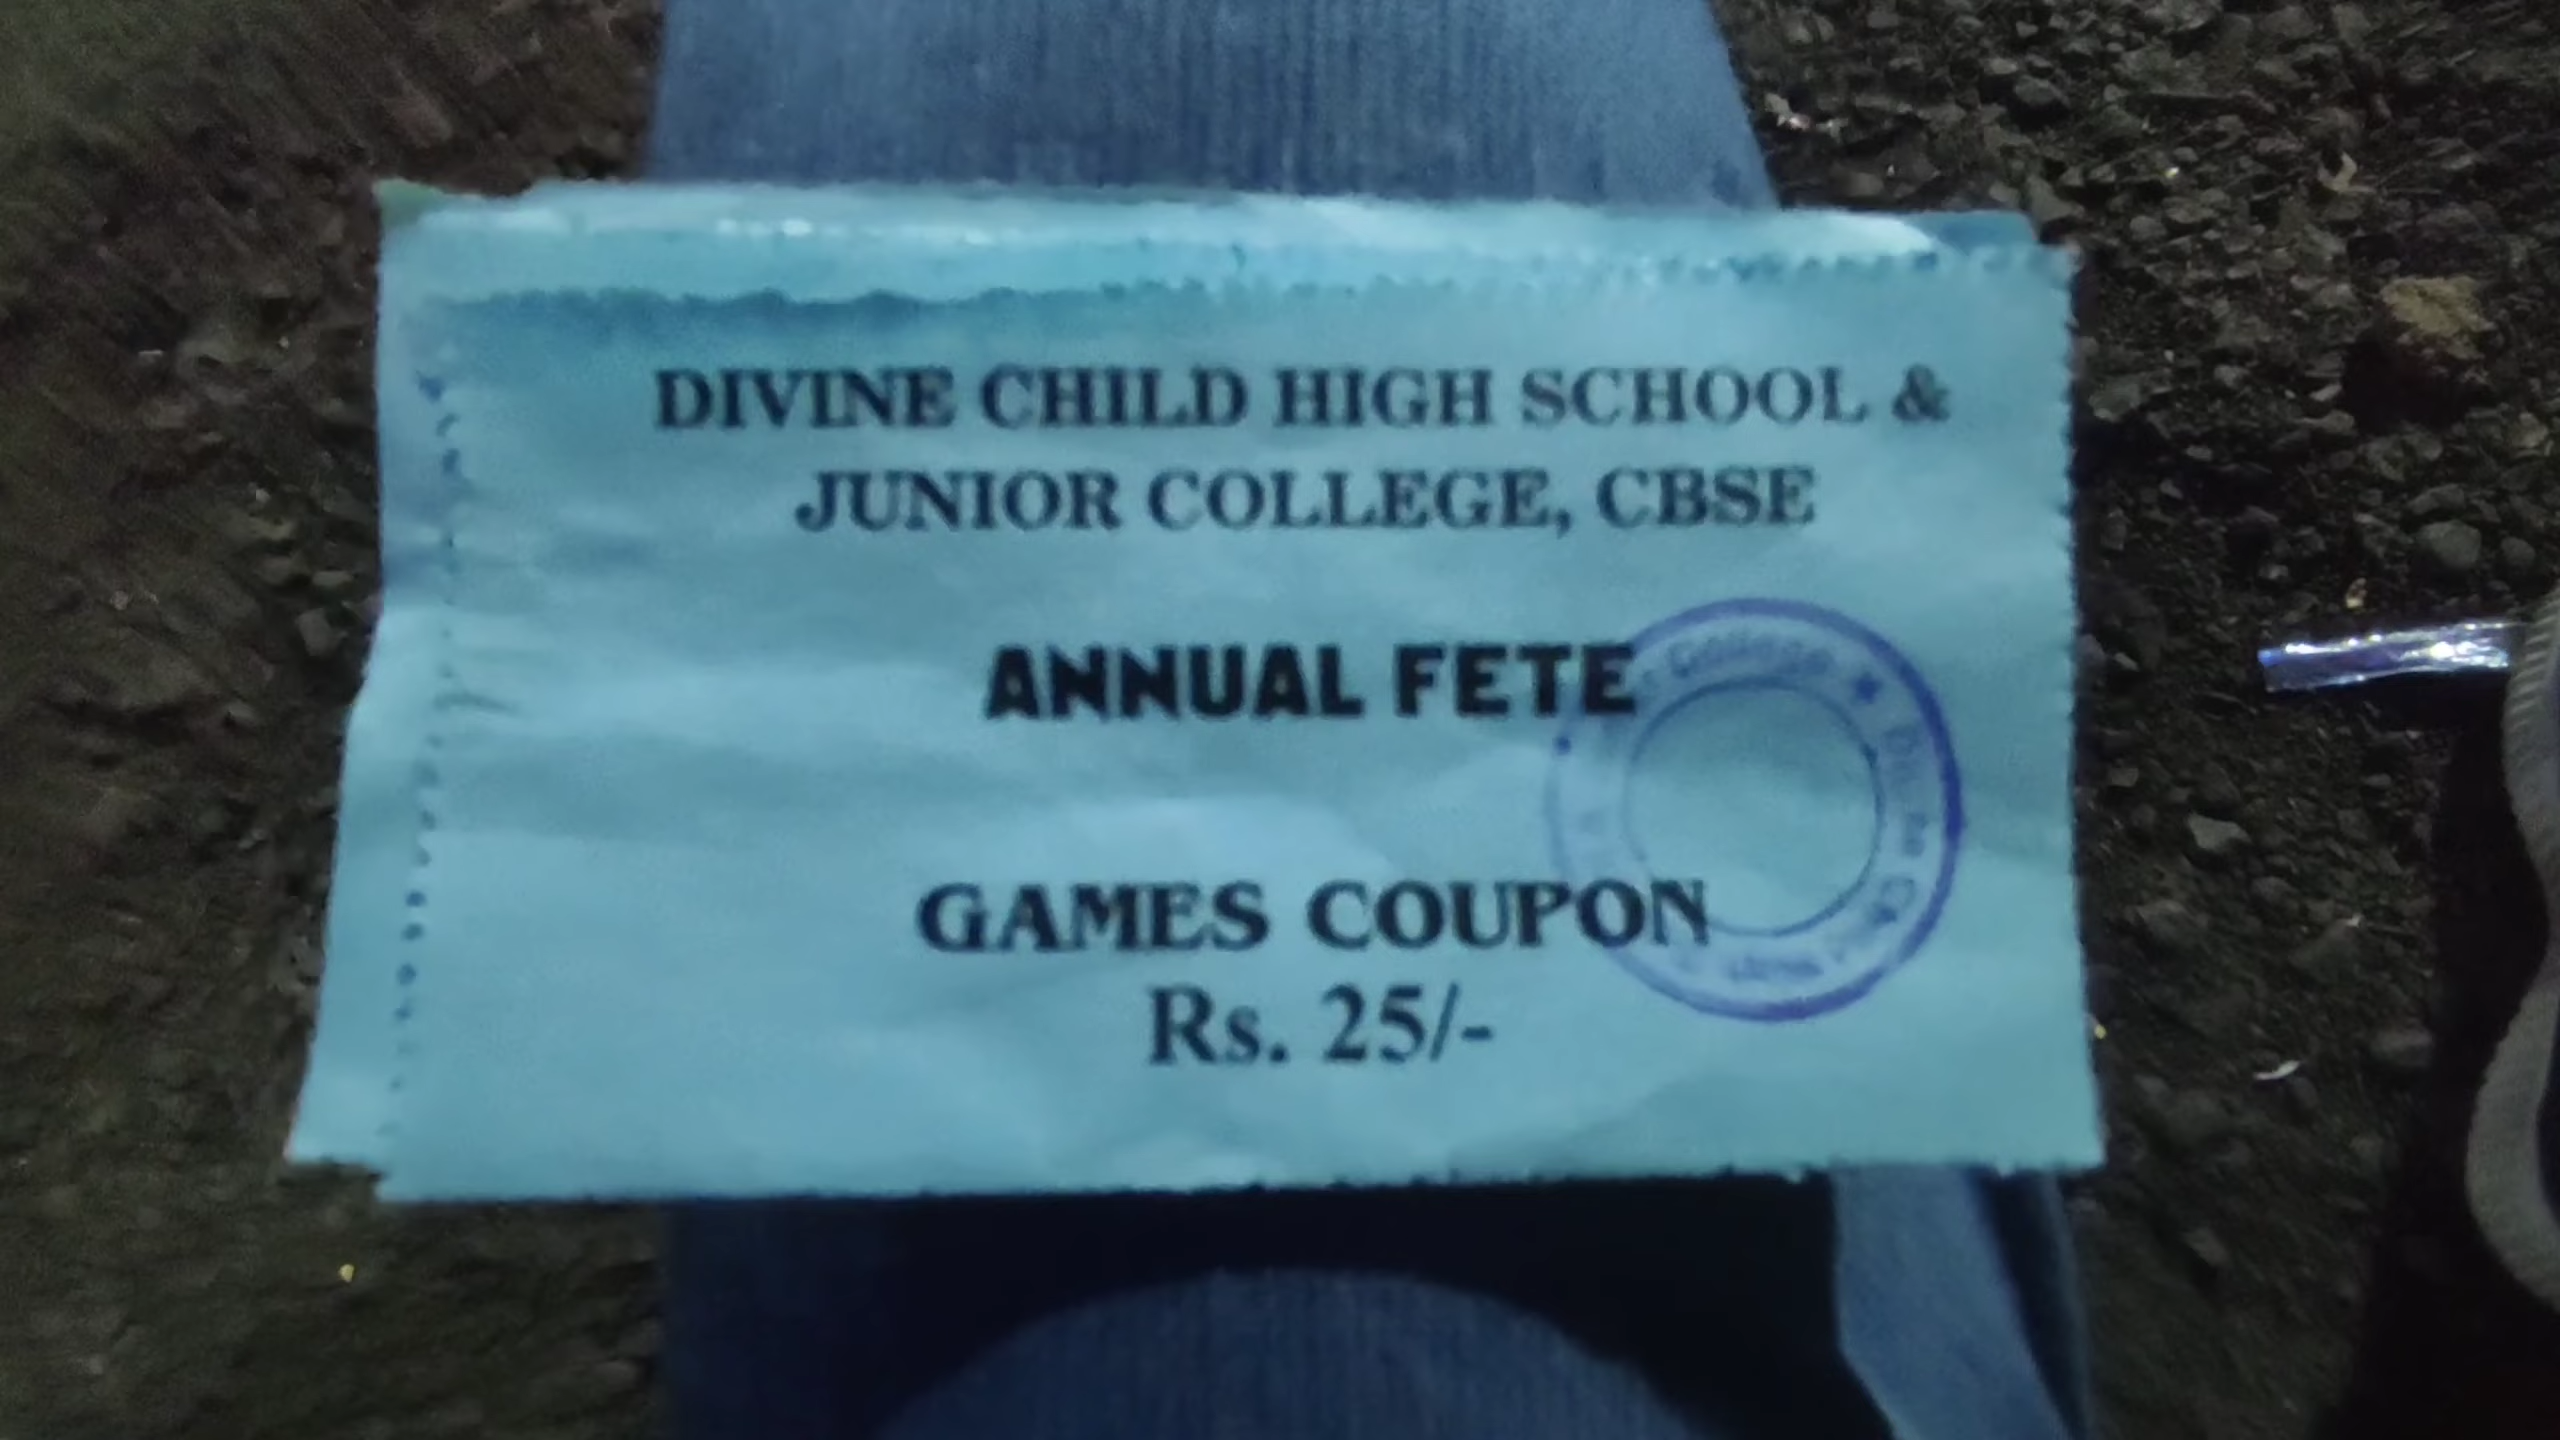 DIVINE CHILD HIGH SCHOOL &
JUNIOR COLLEGE, CBSE
ANNUAL FETE
GAMES COUPON
Rs. 25/-